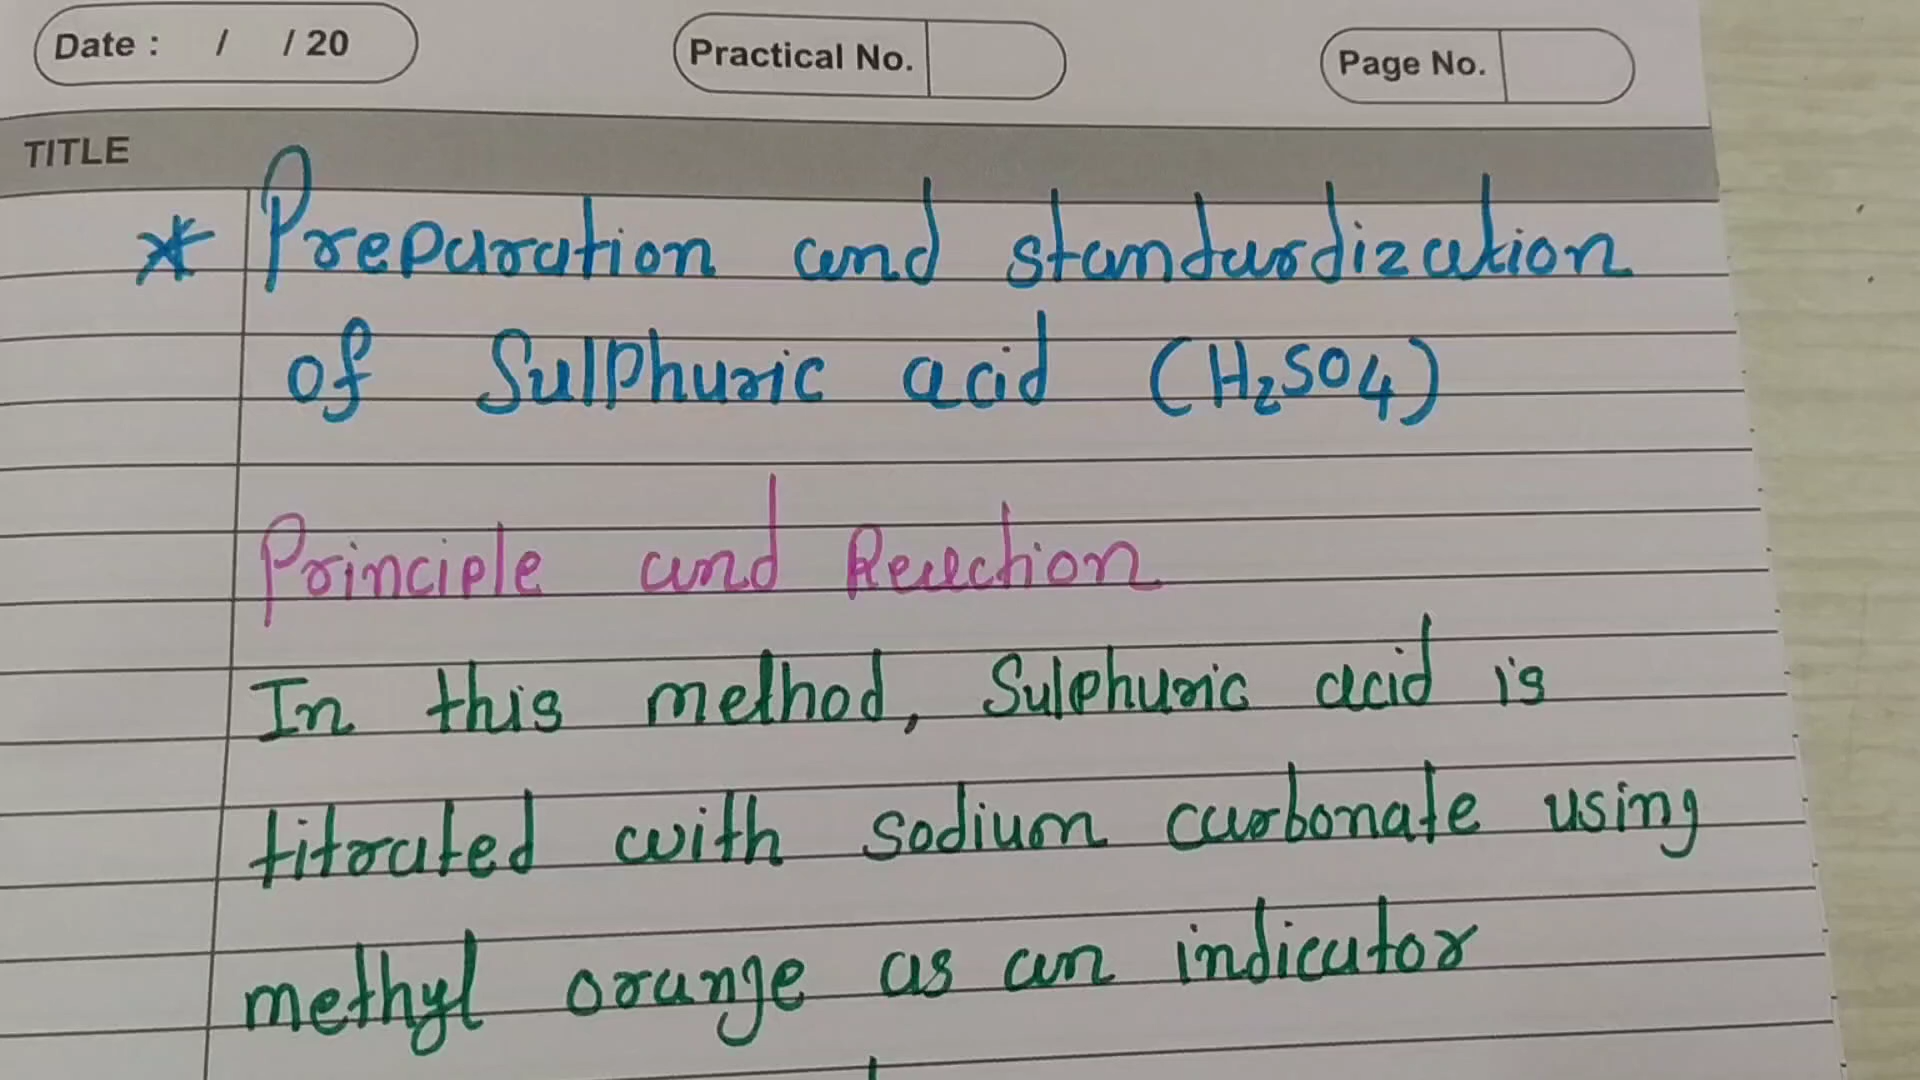 Date : / / 20 Practical No. Page No.
TITLE
* Preparation and standardization
of Sulphuric acid (H₂SO4)
Principle and Reaction
In this method, Sulphuric acid is
titrated with sodium carbonate using
methyl orange as an indicator